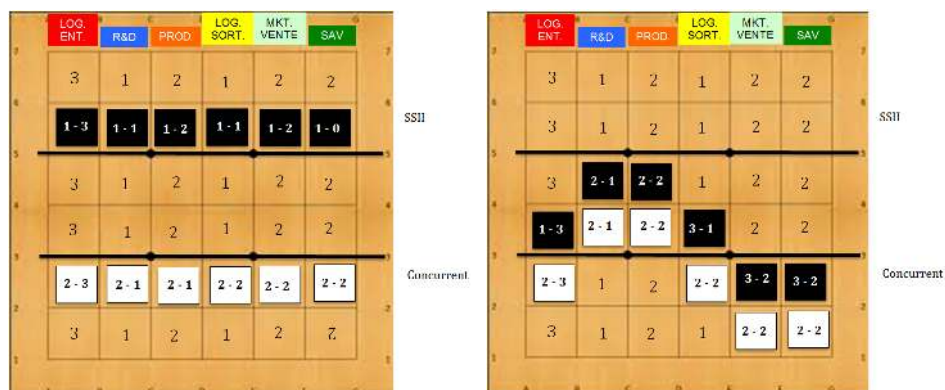 LOG. ENT. R&D PROD. LOG. SORT. MKT. VENTE SAV
3 1 2 1 2 2
1 - 3 1 - 1 1 - 2 1 - 1 1 - 2 1 - 0
SSII
3 1 2 1 2 2
3 1 2 1 2 2
2 - 3 2 - 1 2 - 1 2 - 2 2 - 2 2 - 2
Concurrent
3 1 2 1 2 2
LOG. ENT. R&D PROD. LOG. SORT. MKT. VENTE SAV
3 1 2 1 2 2
3 1 2 1 2 2
SSII
3 2 - 1 2 - 2 1 2 2
1 - 3 2 - 1 2 - 2 3 - 1 2 2
2 - 3 1 2 2 - 2 3 - 2 3 - 2
Concurrent
3 1 2 1 2 - 2 2 - 2